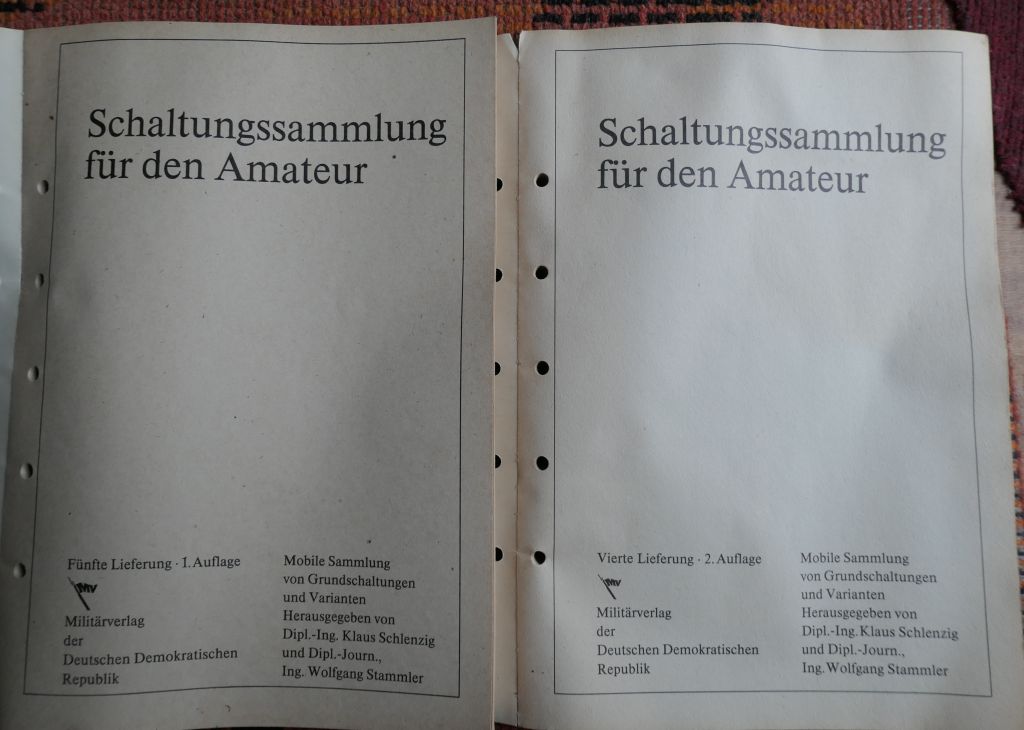 Schaltungssammlung
für den Amateur
Fünfte Lieferung · 1. Auflage
MV
Militärverlag
der
Deutschen Demokratischen
Republik
Mobile Sammlung
von Grundschaltungen
und Varianten
Herausgegeben von
Dipl.-Ing. Klaus Schlenzig
und Dipl.-Journ.,
Ing. Wolfgang Stammler
Schaltungssammlung
für den Amateur
Vierte Lieferung · 2. Auflage
MV
Militärverlag
der
Deutschen Demokratischen
Republik
Mobile Sammlung
von Grundschaltungen
und Varianten
Herausgegeben von
Dipl.-Ing. Klaus Schlenzig
und Dipl.-Journ.,
Ing. Wolfgang Stammler